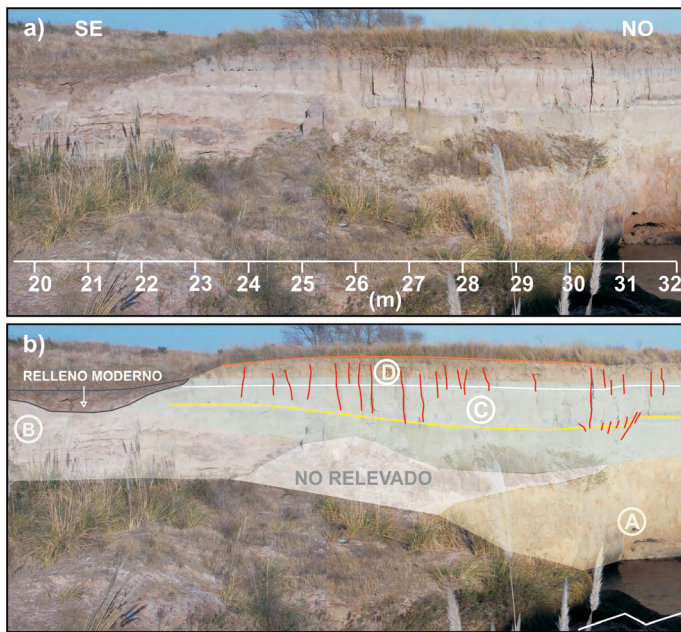 a)
SE
NO
20 21 22 23 24 25 26 27 28 29 30 31 32
(m)
b)
RELLENO MODERNO
D
C
B
NO RELEVADO
A